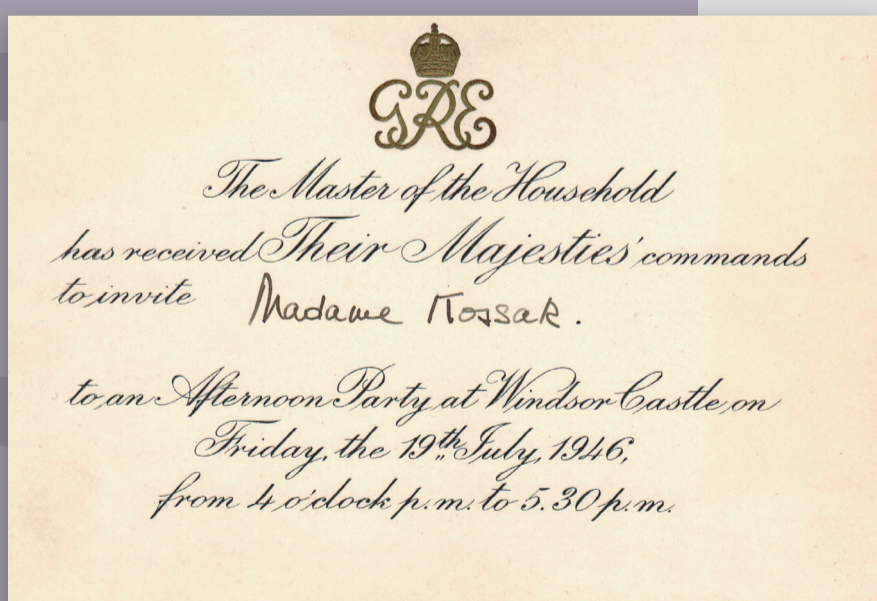 GRE
The Master of the Household
has received Their Majesties' commands
to invite Madame Kossak.
to an Afternoon Party at Windsor Castle on
Friday, the 19th July, 1946,
from 4 o'clock p.m. to 5.30 p.m.